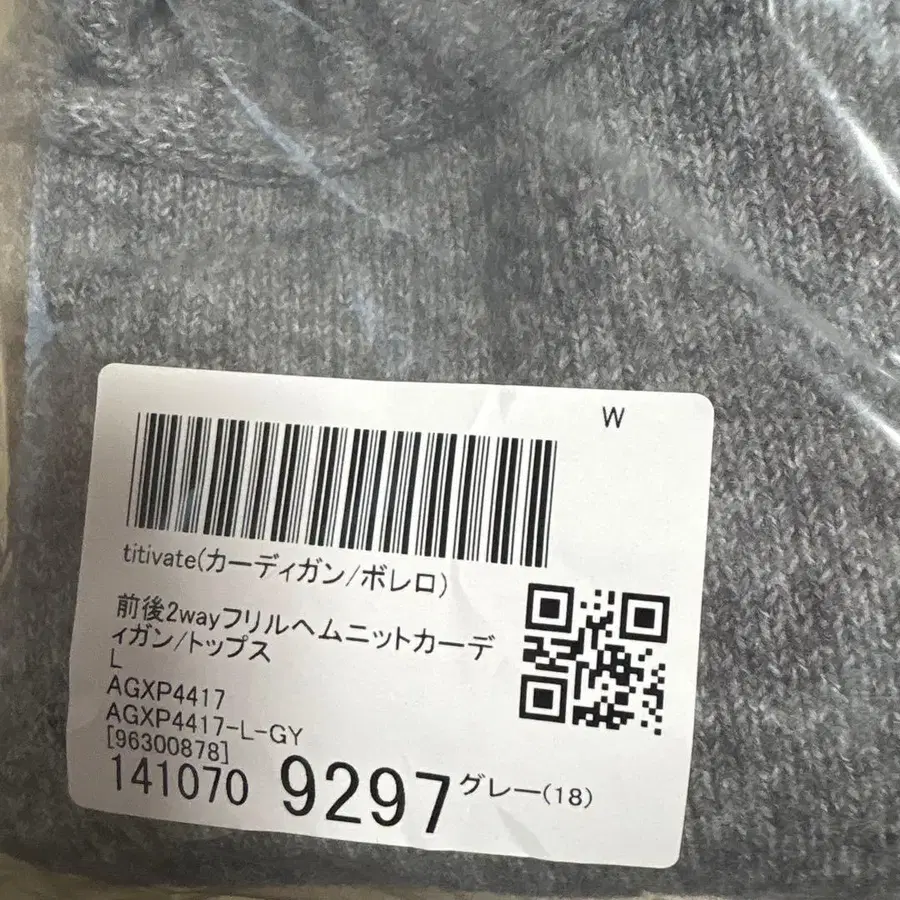 W
titivate(カーディガン/ボレロ)
前後2wayフリルヘムニットカーデ
ィガン/トップス
L
AGXP4417
AGXP4417-L-GY
[96300878]
141070 9297 グレー(18)